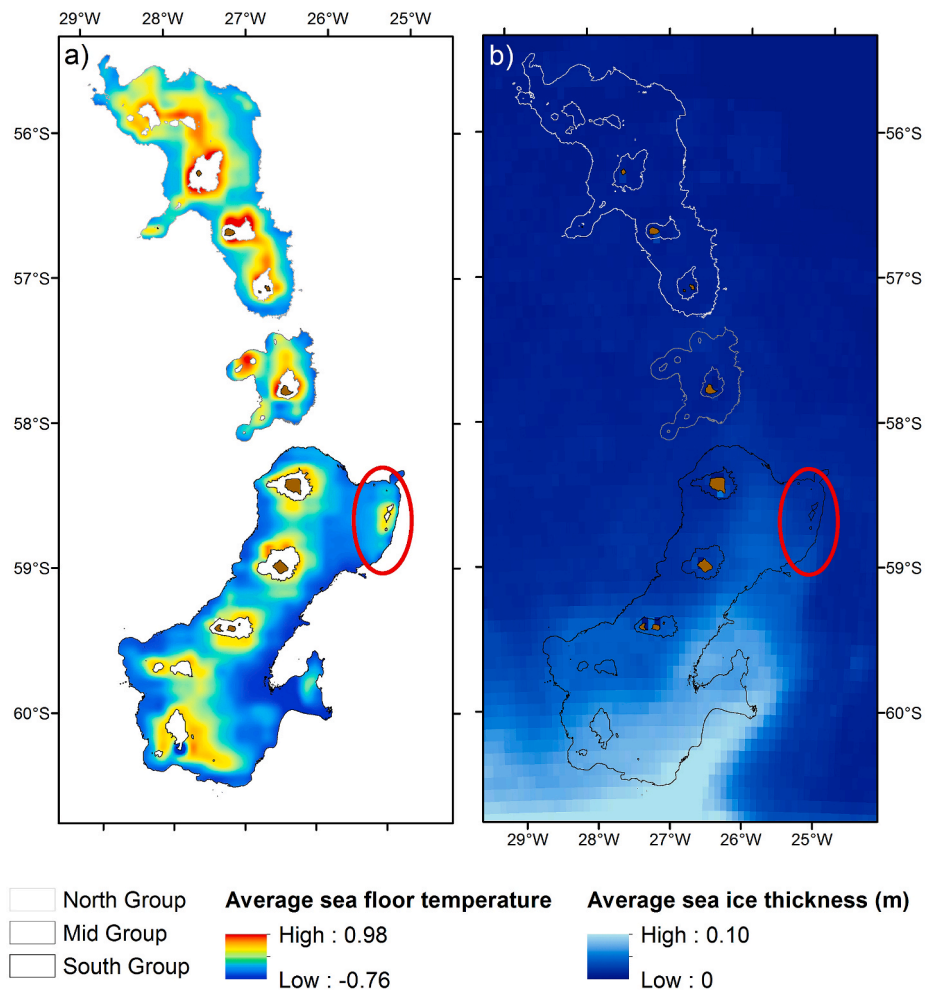 29°W 28°W 27°W 26°W 25°W
a) b)
56°S 56°S
57°S 57°S
58°S 58°S
59°S 59°S
60°S 60°S
29°W 28°W 27°W 26°W 25°W
North Group Average sea floor temperature Average sea ice thickness (m)
Mid Group High : 0.98 High : 0.10
South Group Low : -0.76 Low : 0